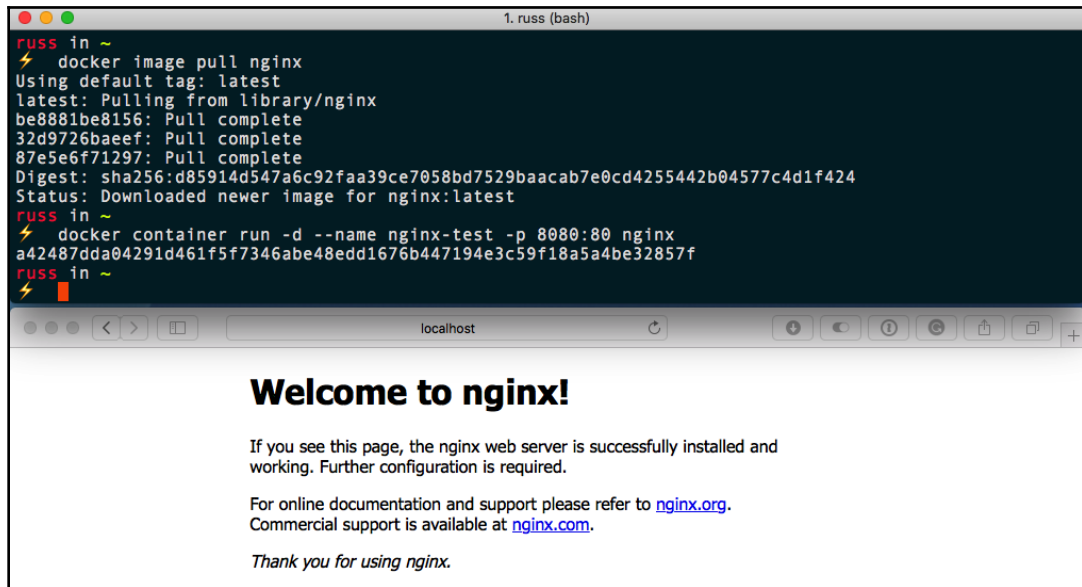 1. russ (bash)
russ in ~
⚡ docker image pull nginx
Using default tag: latest
latest: Pulling from library/nginx
be8881be8156: Pull complete
32d9726baeef: Pull complete
87e5e6f71297: Pull complete
Digest: sha256:d85914d547a6c92faa39ce7058bd7529baacab7e0cd4255442b04577c4d1f424
Status: Downloaded newer image for nginx:latest
russ in ~
⚡ docker container run -d --name nginx-test -p 8080:80 nginx
a42487dda04291d461f5f7346abe48edd1676b447194e3c59f18a5a4be32857f
russ in ~
⚡
localhost
Welcome to nginx!
If you see this page, the nginx web server is successfully installed and
working. Further configuration is required.
For online documentation and support please refer to nginx.org.
Commercial support is available at nginx.com.
Thank you for using nginx.